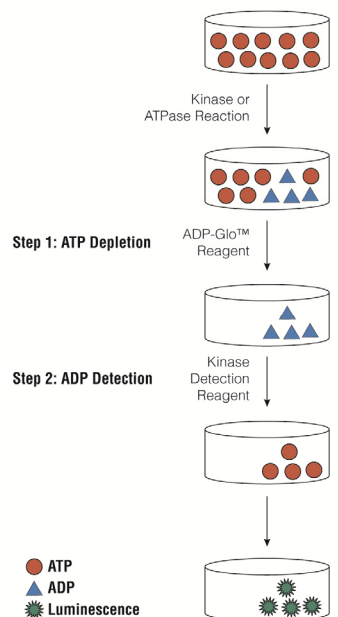 Kinase or
ATPase Reaction
Step 1: ATP Depletion
ADP-Glo™
Reagent
Step 2: ADP Detection
Kinase
Detection
Reagent
ATP
ADP
Luminescence